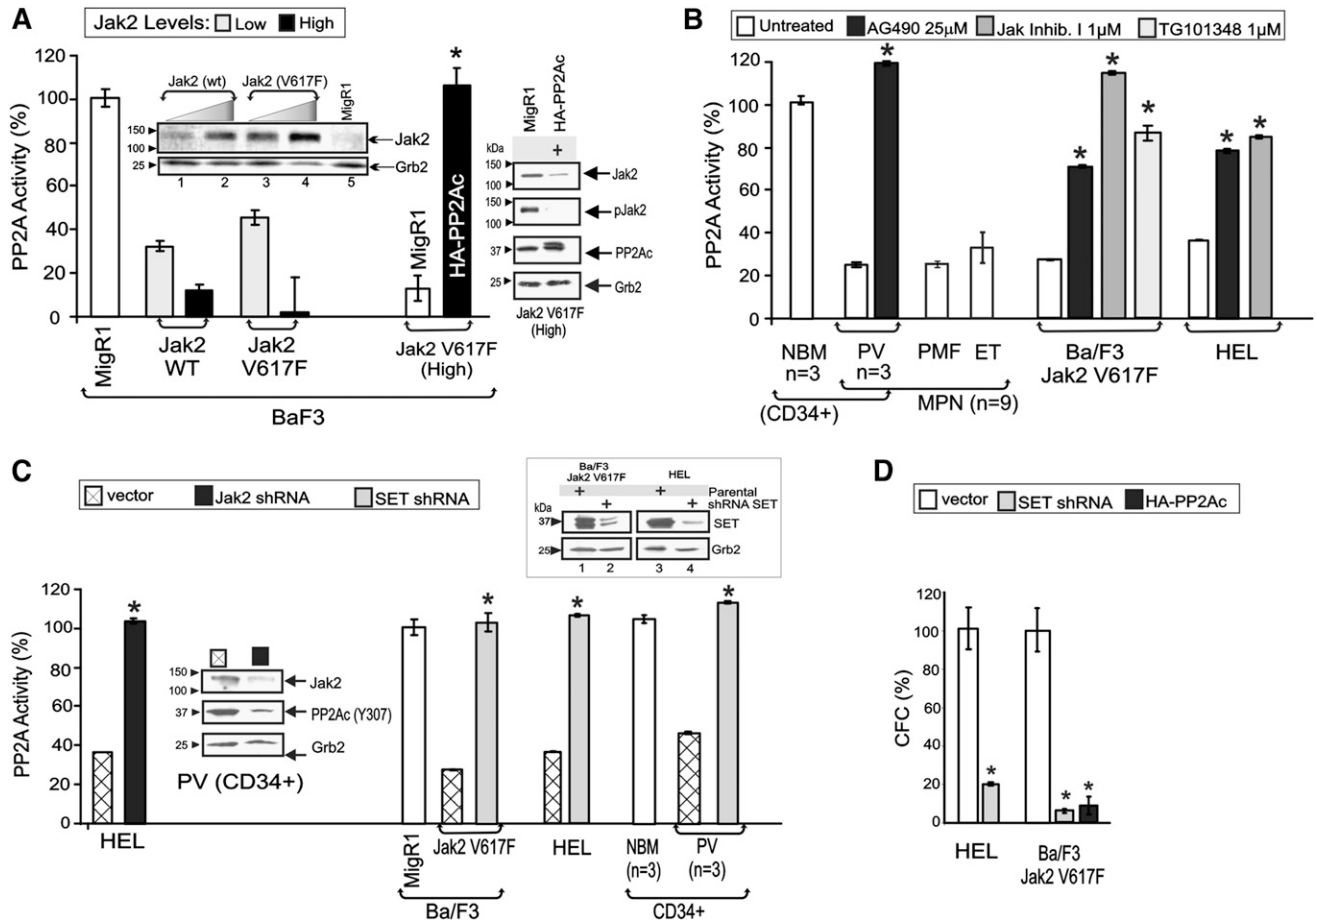 A
Jak2 Levels: Low High
PP2A Activity (%)
120
100
80
60
40
20
0
Jak2 (wt) Jak2 (V617F) MigR1
150
100
Jak2
25
Grb2
1 2 3 4 5
*
MigR1
HA-PP2Ac
MigR1
Jak2
WT
Jak2
V617F
Jak2 V617F
(High)
BaF3
MigR1 HA-PP2Ac
kDa +
150
100
Jak2
150
100
pJak2
37
PP2Ac
25
Grb2
Jak2 V617F
(High)
B
Untreated AG490 25μM Jak Inhib. I 1μM TG101348 1μM
PP2A Activity (%)
120
100
80
60
40
20
0
* * * * * *
NBM PV PMF ET Ba/F3 HEL
n=3 n=3 Jak2 V617F
(CD34+) MPN (n=9)
C
vector Jak2 shRNA SET shRNA
Ba/F3
Jak2 V617F HEL
+ + Parental
kDa + + shRNA SET
37 SET
25 Grb2
1 2 3 4
PP2A Activity (%)
120
100
80
60
40
20
0
* * * *
150
100
Jak2
37
PP2Ac (Y307)
25
Grb2
PV (CD34+)
HEL
MigR1
Jak2 V617F HEL NBM PV
(n=3) (n=3)
Ba/F3 CD34+
D
vector SET shRNA HA-PP2Ac
CFC (%)
120
100
80
60
40
20
0
* * *
HEL Ba/F3
Jak2 V617F